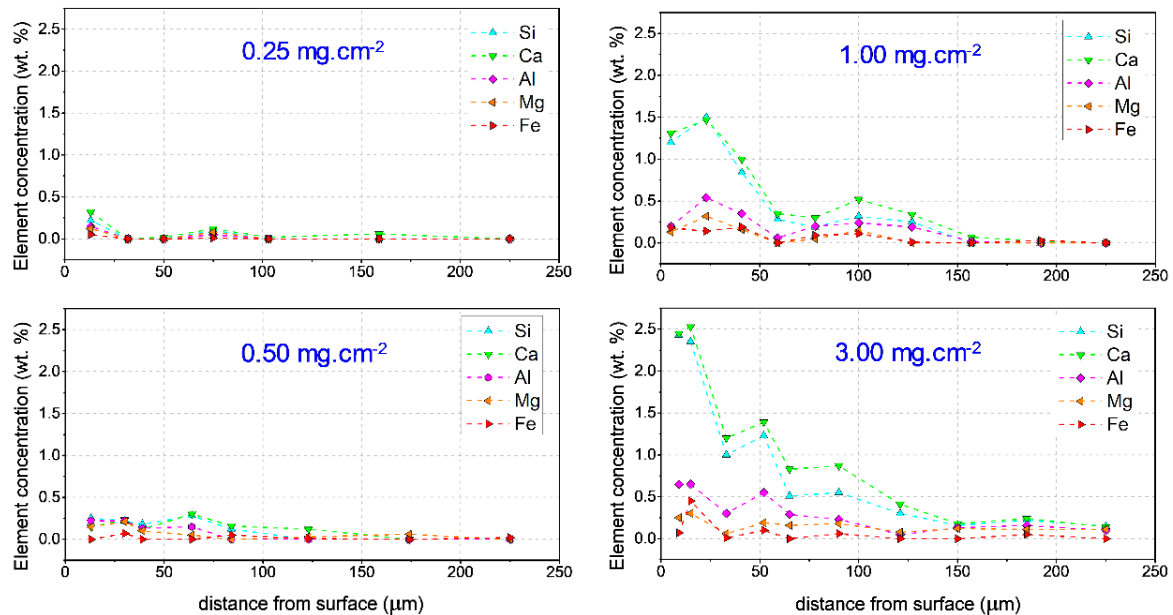 Element concentration (wt. %)
2.5
2.0
1.5
1.0
0.5
0.0
0.25 mg.cm-2
Si
Ca
Al
Mg
Fe
0 50 100 150 200 250
Element concentration (wt. %)
2.5
2.0
1.5
1.0
0.5
0.0
1.00 mg.cm-2
Si
Ca
Al
Mg
Fe
0 50 100 150 200 250
Element concentration (wt. %)
2.5
2.0
1.5
1.0
0.5
0.0
0.50 mg.cm-2
Si
Ca
Al
Mg
Fe
0 50 100 150 200 250
distance from surface (μm)
Element concentration (wt. %)
2.5
2.0
1.5
1.0
0.5
0.0
3.00 mg.cm-2
Si
Ca
Al
Mg
Fe
0 50 100 150 200 250
distance from surface (μm)